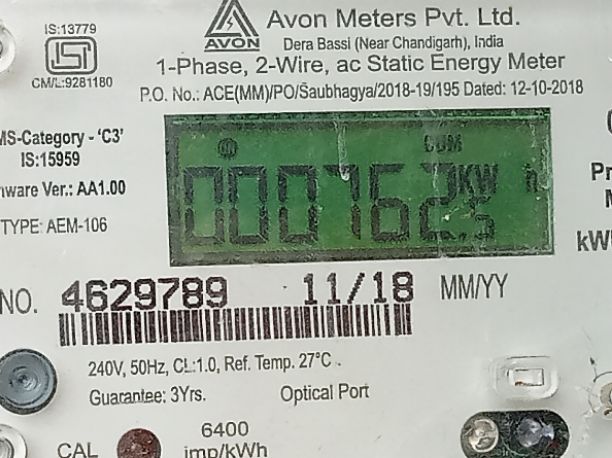 IS:13779
Avon Meters Pvt. Ltd.
AVON
Dera Bassi (Near Chandigarh), India
CM/L:9281180
1-Phase, 2-Wire, ac Static Energy Meter
P.O. No.: ACE(MM)/PO/Saubhagya/2018-19/195 Dated: 12-10-2018
MS-Category - 'C3'
IS:15959
CUM
000762.5 KW h
ware Ver.: AA1.00
TYPE: AEM-106
NO. 4629789 11/18 MM/YY
240V, 50Hz, CL:1.0, Ref. Temp. 27°C
Guarantee: 3Yrs. Optical Port
CAL
6400
imp/kWh